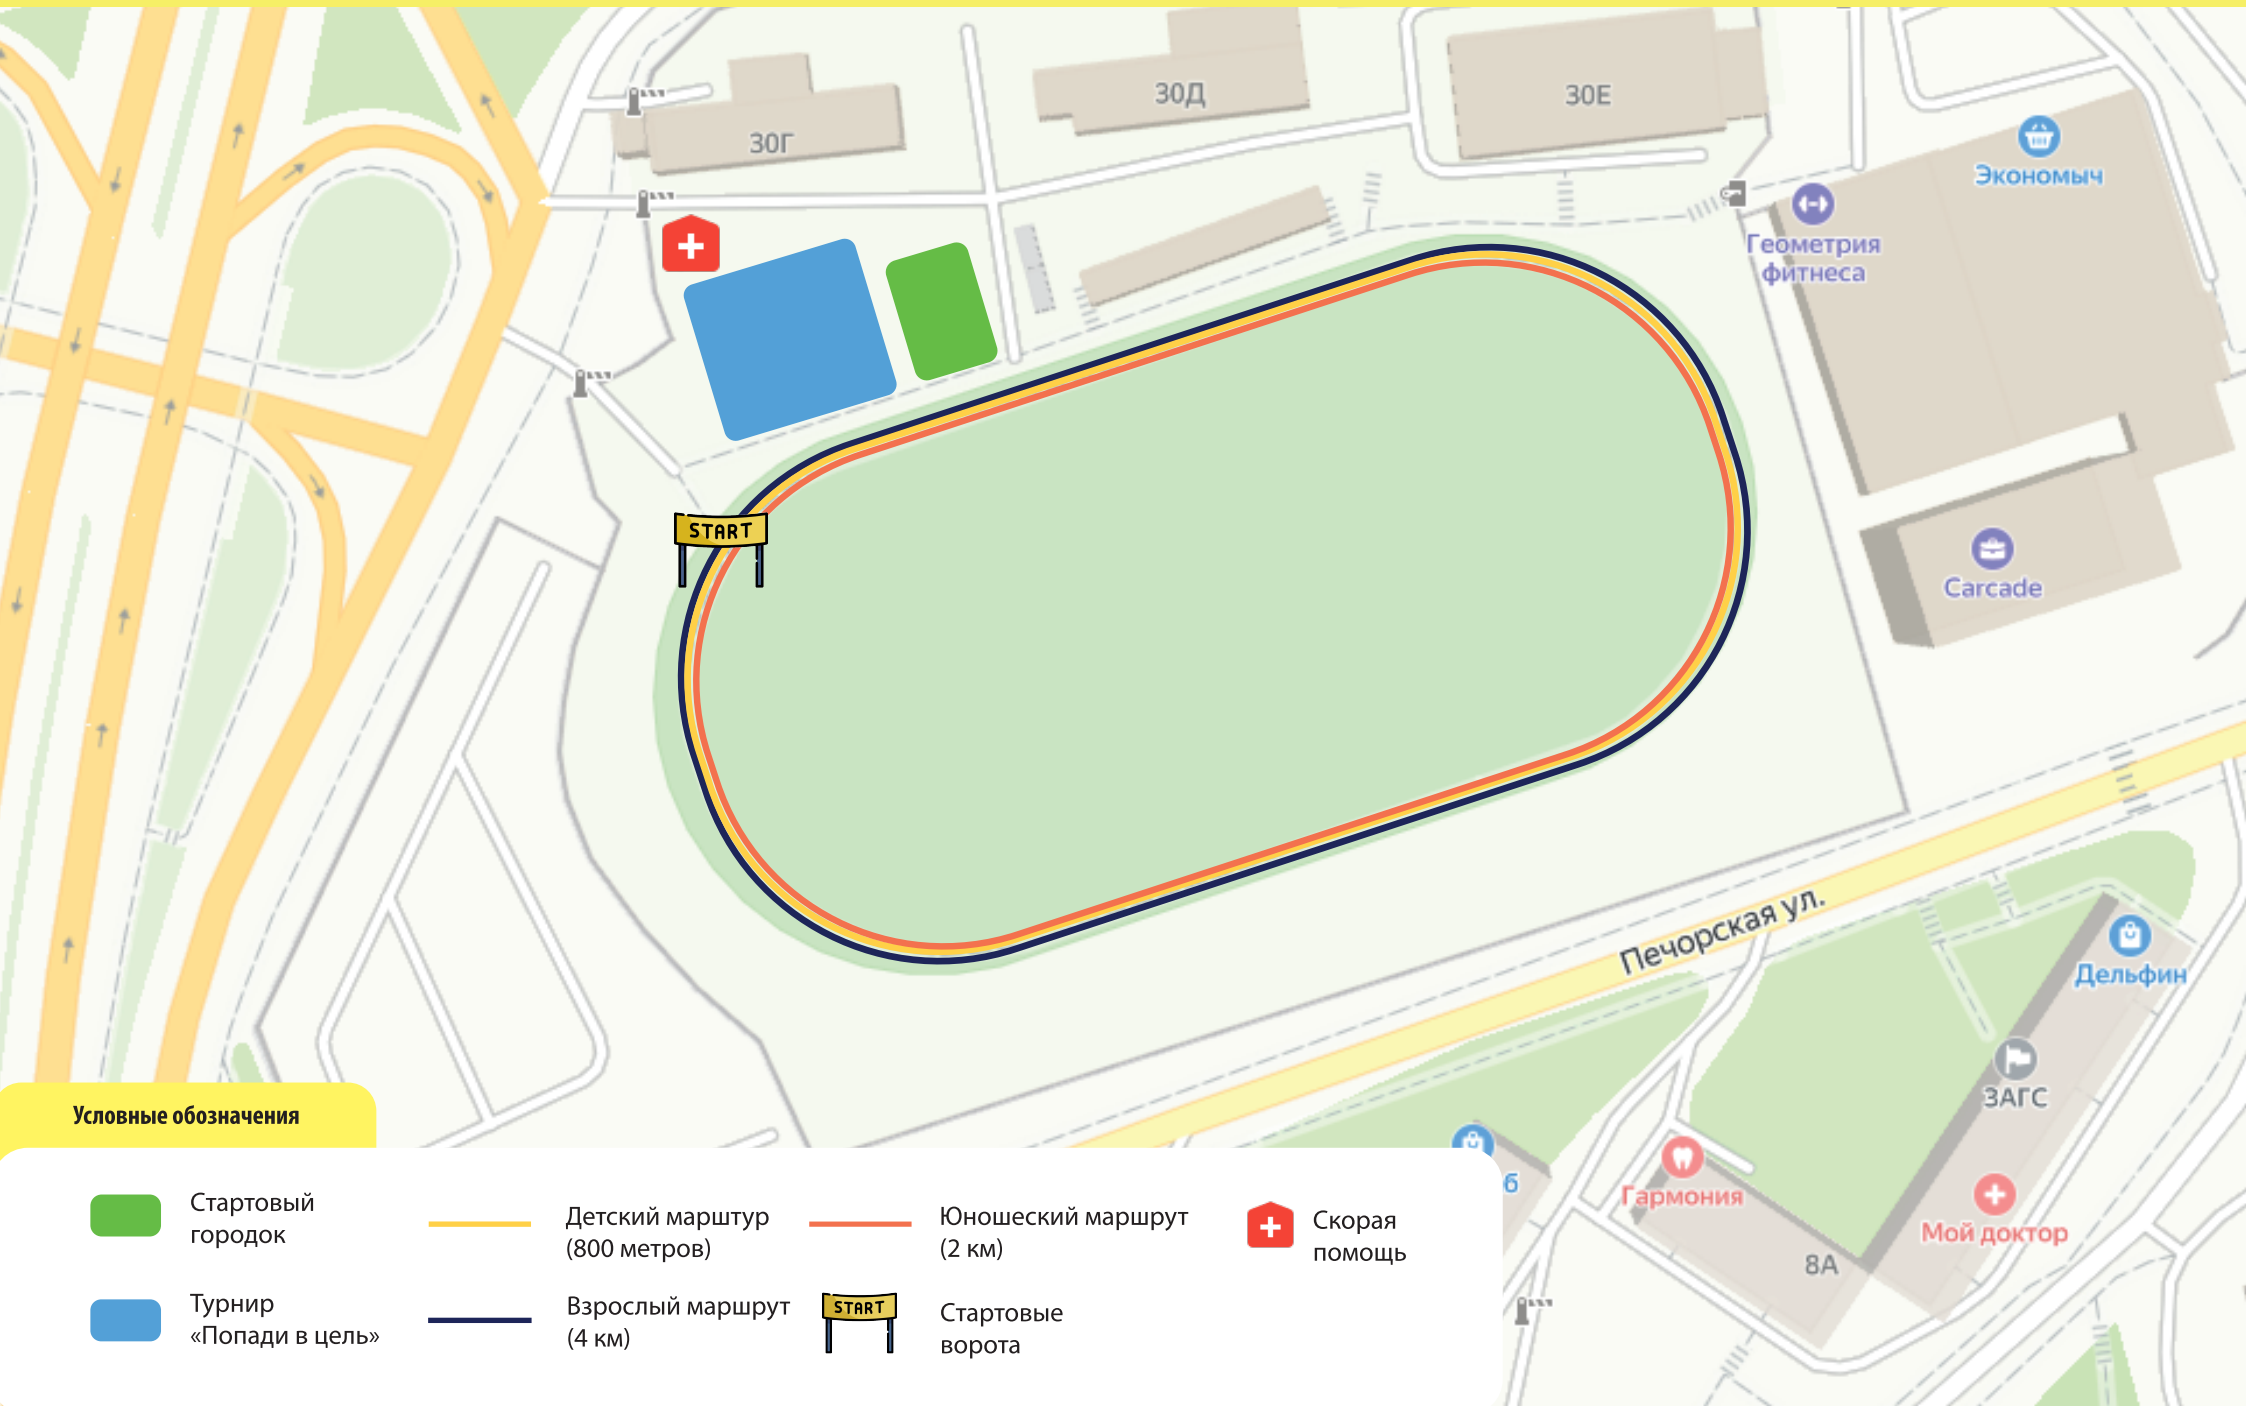 30Д
30Е
30Г
Экономыч
Геометрия
фитнеса
START
Carcade
Печорская ул.
Дельфин
ЗАГС
Гармония
Мой доктор
8А
Условные обозначения
Стартовый
городок
Детский марштур
(800 метров)
Юношеский маршрут
(2 км)
Скорая
помощь
Турнир
«Попади в цель»
Взрослый маршрут
(4 км)
START
Стартовые
ворота